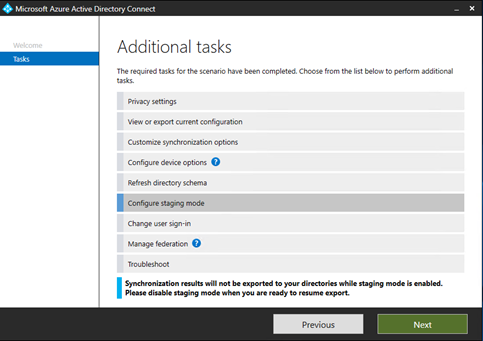 Microsoft Azure Active Directory Connect
Welcome
Tasks
Additional tasks
The required tasks for the scenario have been completed. Choose from the list below to perform additional
tasks.
Privacy settings
View or export current configuration
Customize synchronization options
Configure device options ?
Refresh directory schema
Configure staging mode
Change user sign-in
Manage federation ?
Troubleshoot
Synchronization results will not be exported to your directories while staging mode is enabled.
Please disable staging mode when you are ready to resume export.
Previous
Next